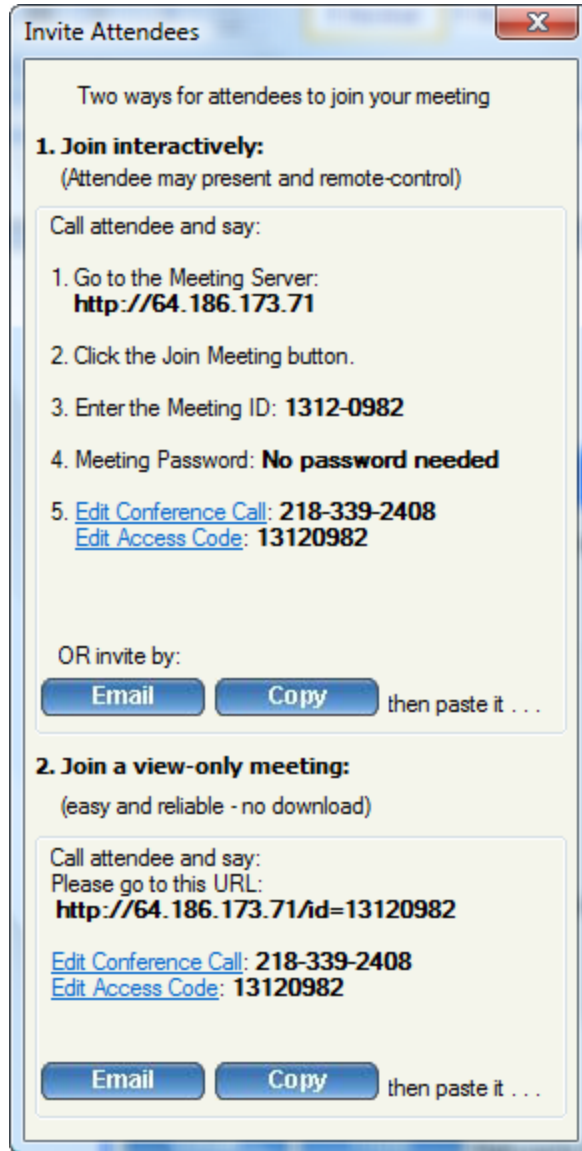 Invite Attendees
X
Two ways for attendees to join your meeting
1. Join interactively:
(Attendee may present and remote-control)
Call attendee and say:
1. Go to the Meeting Server:
http://64.186.173.71
2. Click the Join Meeting button.
3. Enter the Meeting ID: 1312-0982
4. Meeting Password: No password needed
5. Edit Conference Call: 218-339-2408
Edit Access Code: 13120982
OR invite by:
Email Copy then paste it . . .
2. Join a view-only meeting:
(easy and reliable - no download)
Call attendee and say:
Please go to this URL:
http://64.186.173.71/id=13120982
Edit Conference Call: 218-339-2408
Edit Access Code: 13120982
Email Copy then paste it . . .